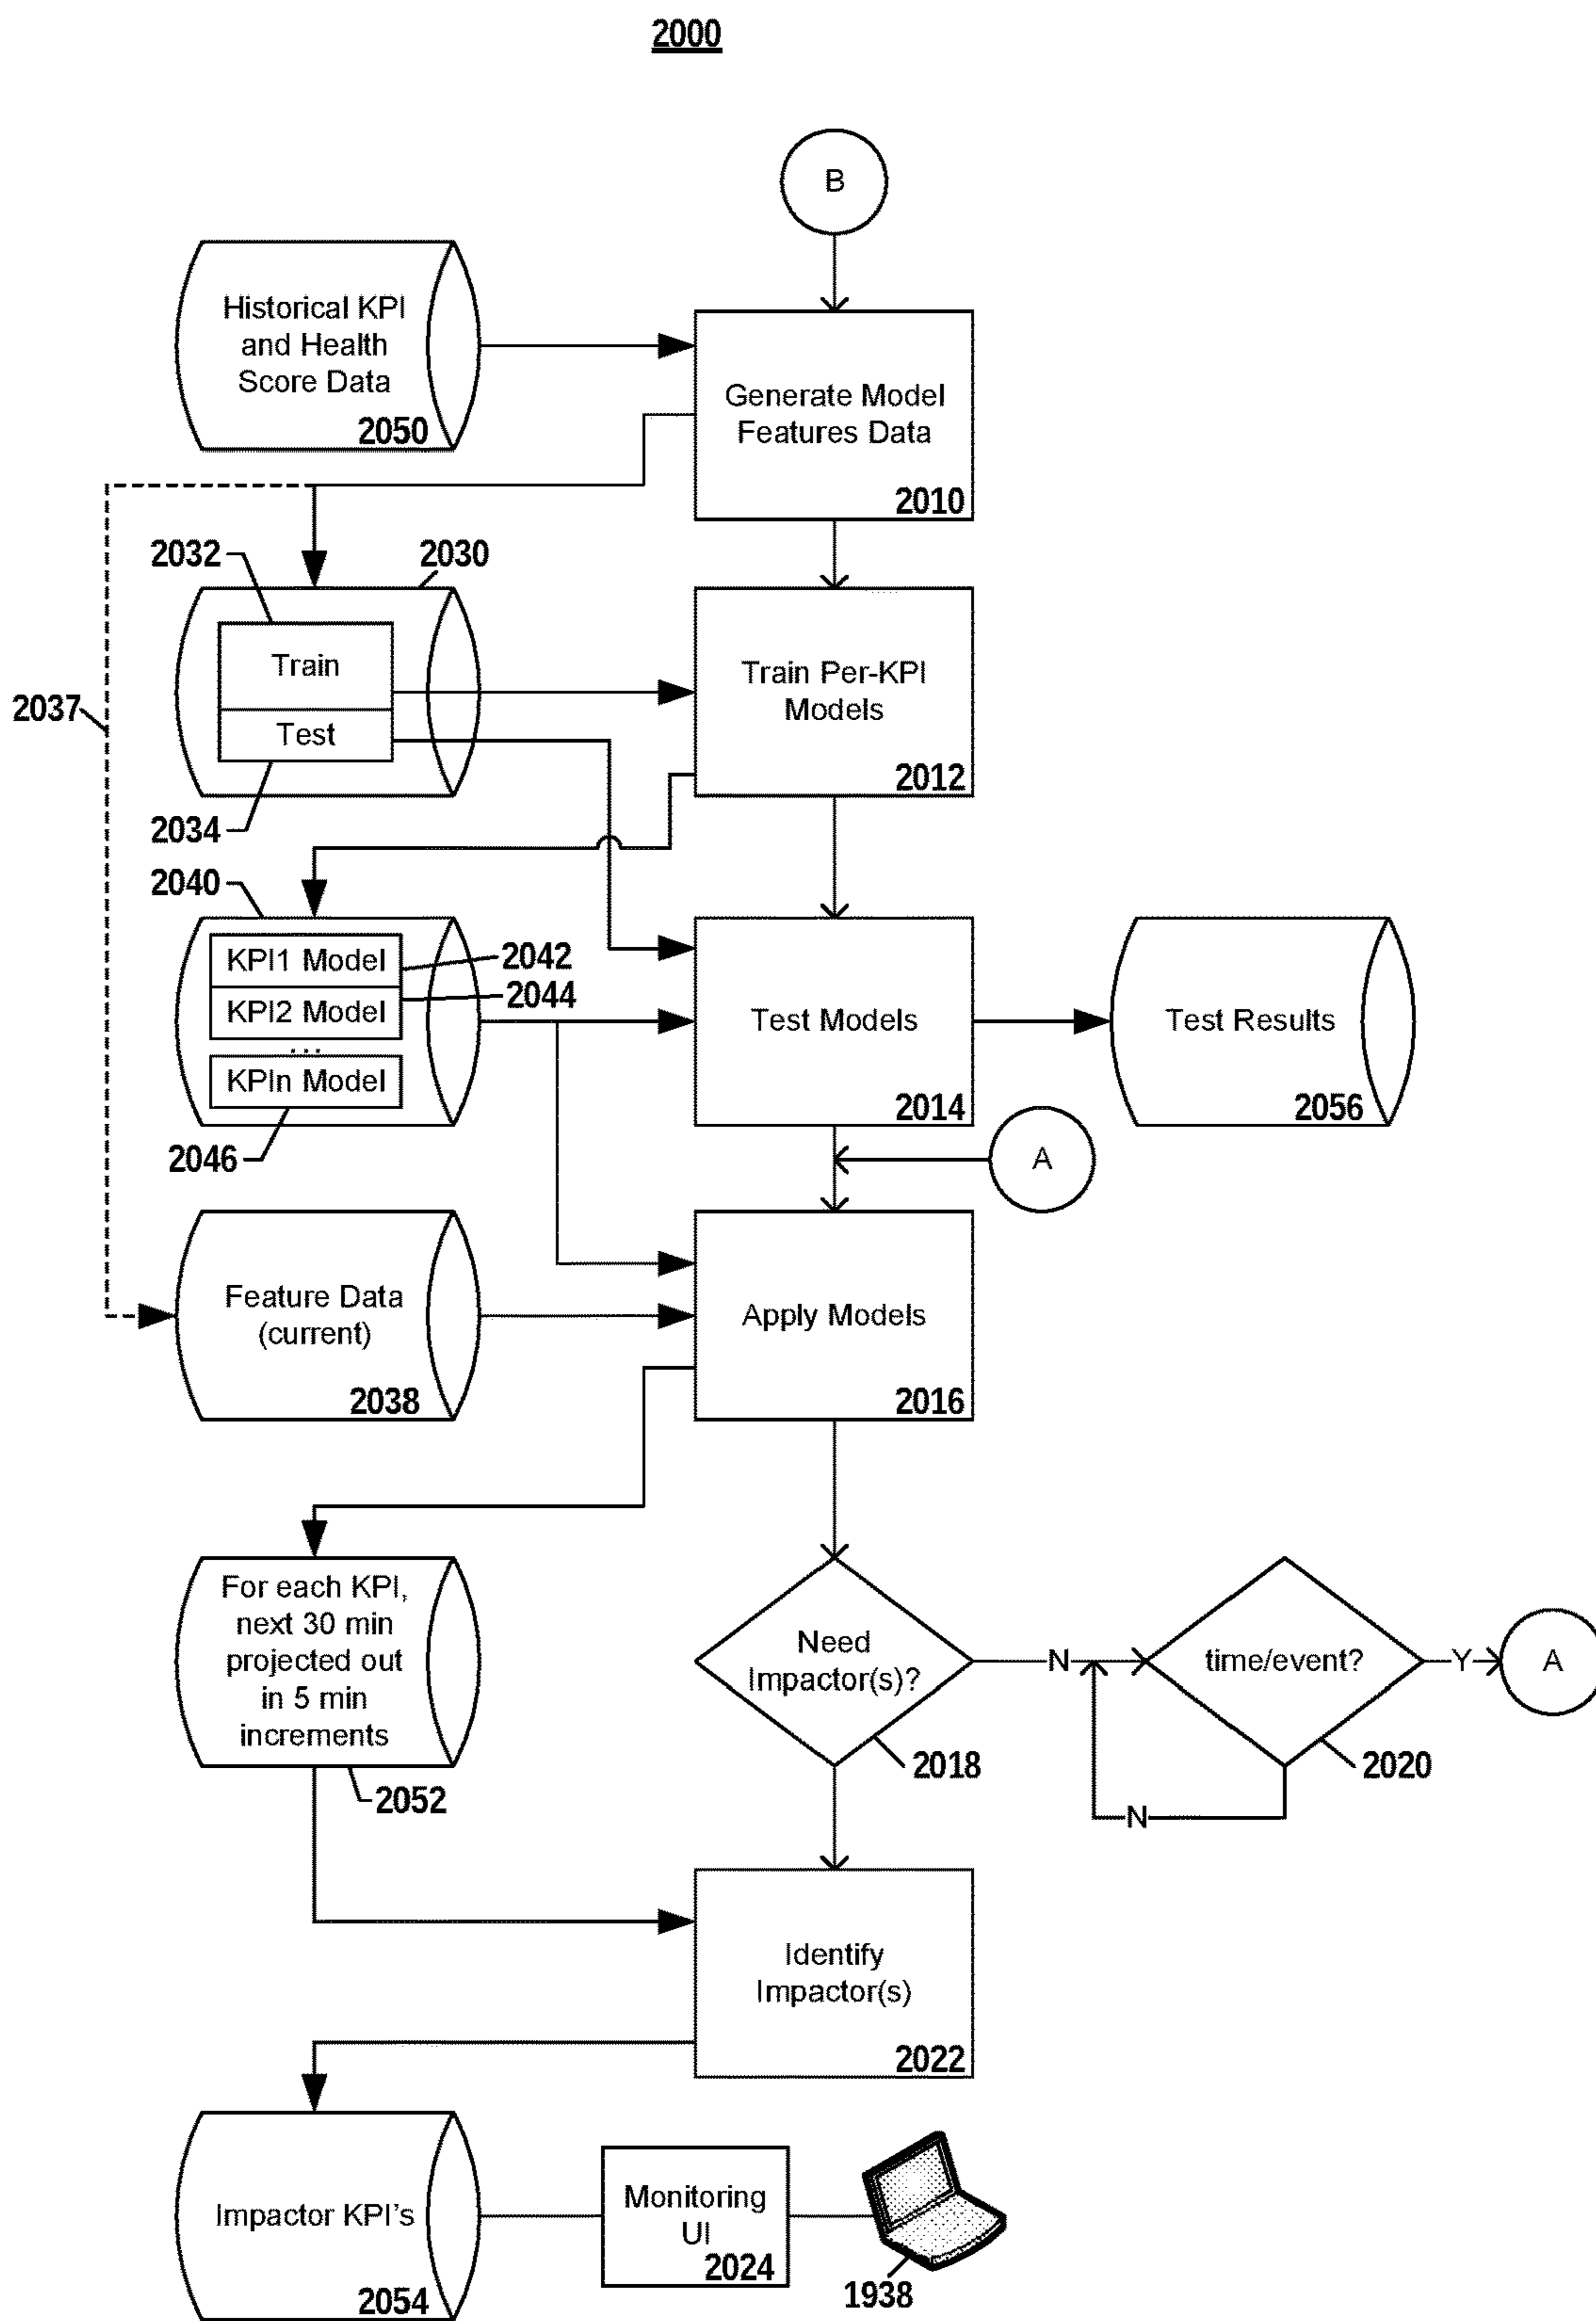 2000
B
Historical KPI
and Health
Score Data
2050
Generate Model
Features Data
2010
2032
2030
Train
Test
2037
2034
Train Per-KPI
Models
2012
2040
KPI1 Model
2042
KPI2 Model
2044
...
KPIn Model
2046
Test Models
2014
Test Results
2056
A
Feature Data
(current)
2038
Apply Models
2016
For each KPI,
next 30 min
projected out
in 5 min
increments
2052
Need
Impactor(s)?
2018
N
time/event?
2020
Y
A
N
Identify
Impactor(s)
2022
Impactor KPI's
2054
Monitoring
UI
2024
1938